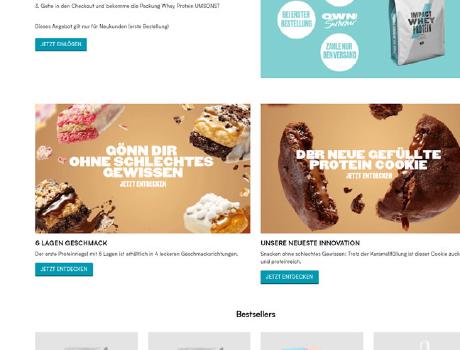 3. Gehe in den Checkout und bekomme die Packung Whey Protein UMSONST
Dieses Angebot gilt nur für Neukunden (erste Bestellung)
JETZT EINLÖSEN
BEI ERSTER
BESTELLUNG
ZAHLE NUR
DEN VERSAND
IMPACT
WHEY
PROTEIN
GÖNN DIR
OHNE SCHLECHTES
GEWISSEN
JETZT ENTDECKEN
DER NEUE GEFÜLLTE
PROTEIN COOKIE
JETZT ENTDECKEN
6 LAGEN GESCHMACK
Der erste Proteinriegel mit 6 Lagen ist erhältlich in 4 leckeren Geschmacksrichtungen.
JETZT ENTDECKEN
UNSERE NEUESTE INNOVATION
Snacken ohne schlechtes Gewissen: Trotz der Karamellfüllung ist dieser Cookie
und proteinreich.
JETZT ENTDECKEN
Bestsellers